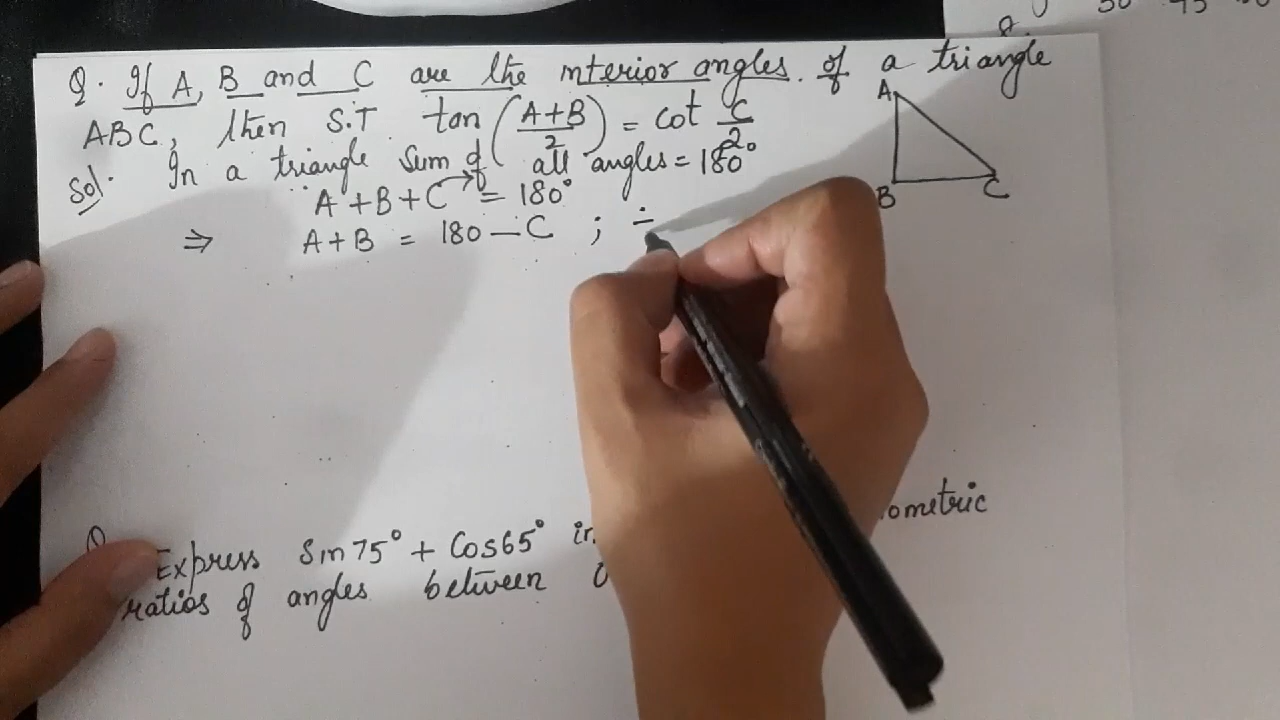 Q. If A, B and C are the interior angles of a triangle
ABC, then S.T tan (A+B/2) = cot C/2
Sol. In a triangle sum of all angles = 180°
A + B + C = 180°
⇒ A + B = 180 — C ; ÷
A
B
C
Q Express Sin 75° + Cos 65° in
ometric
ratios of angles between 0